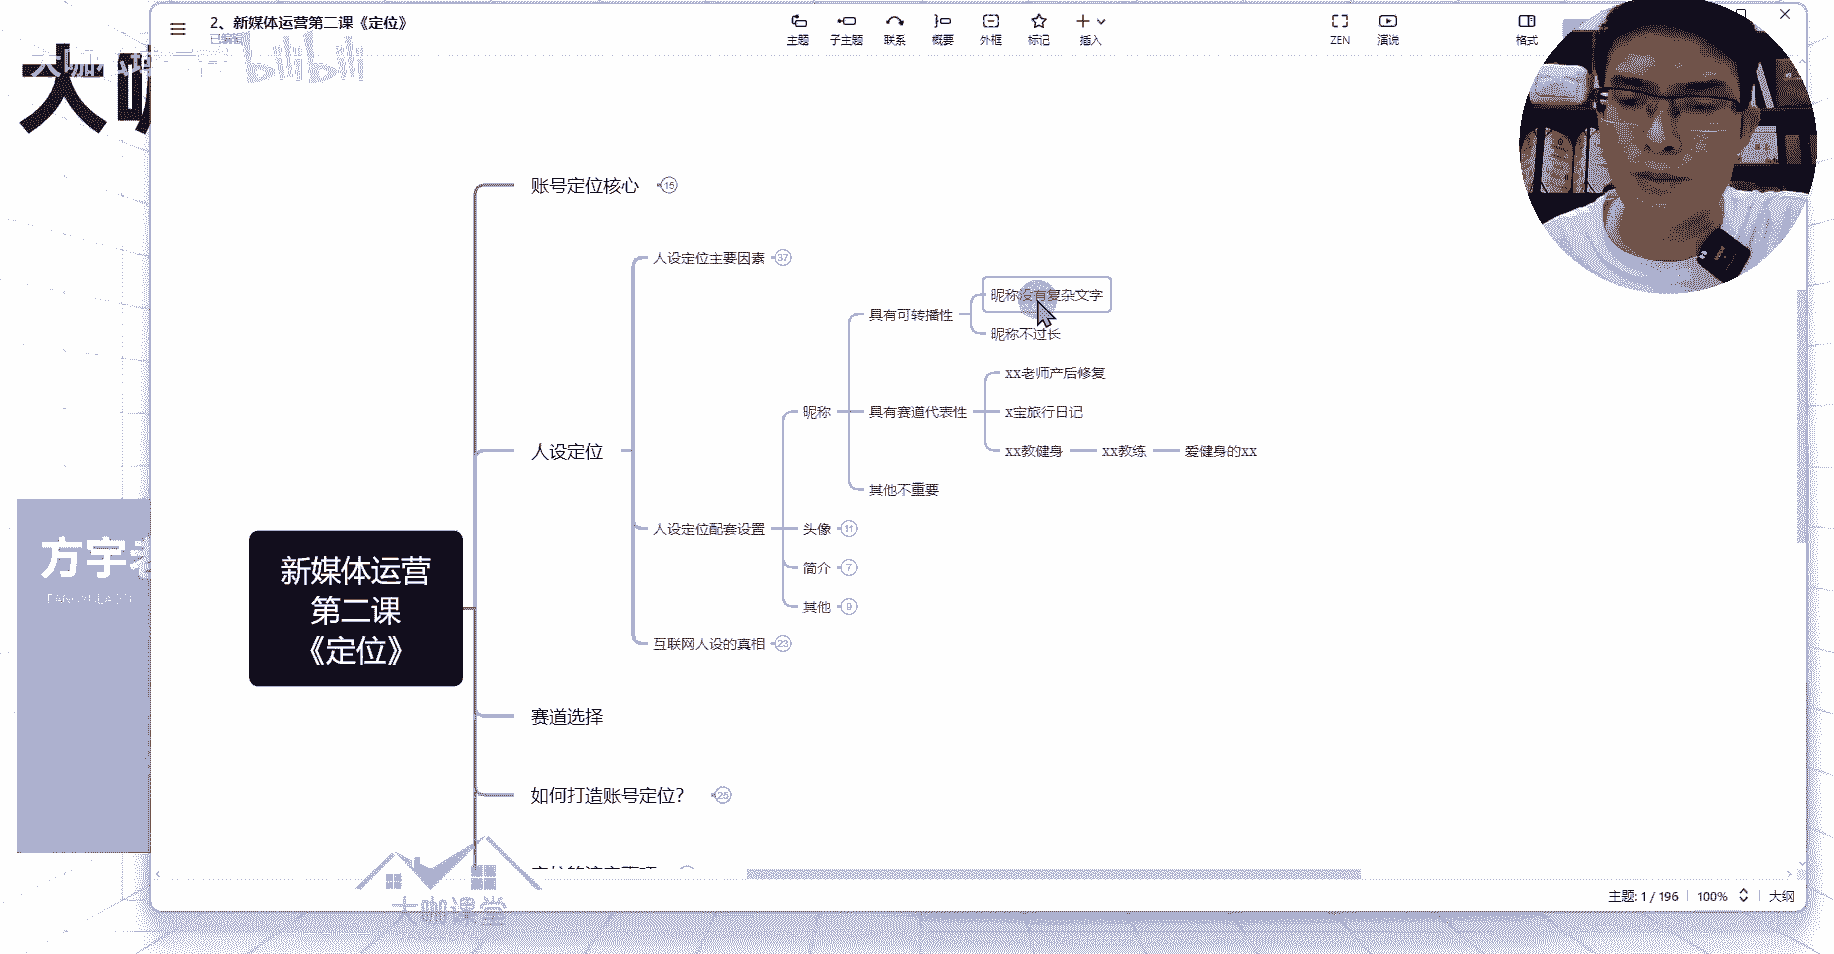 2、新媒体运营第二课《定位》
已编辑
主题
子主题
联系
概要
外框
标记
插入
ZEN
演说
格式
bilibili
大咖
账号定位核心
15
人设定位主要因素
37
昵称没有复杂文字
具有可转播性
昵称不过长
xx老师产后修复
昵称
具有赛道代表性
x宝旅行日记
人设定位
xx教健身
xx教练
爱健身的xx
其他不重要
人设定位配套设置
头像
11
方宇
新媒体运营
第二课
《定位》
简介
7
其他
9
互联网人设的真相
23
赛道选择
如何打造账号定位？
25
大咖课堂
主题: 1 / 196
100%
大纲